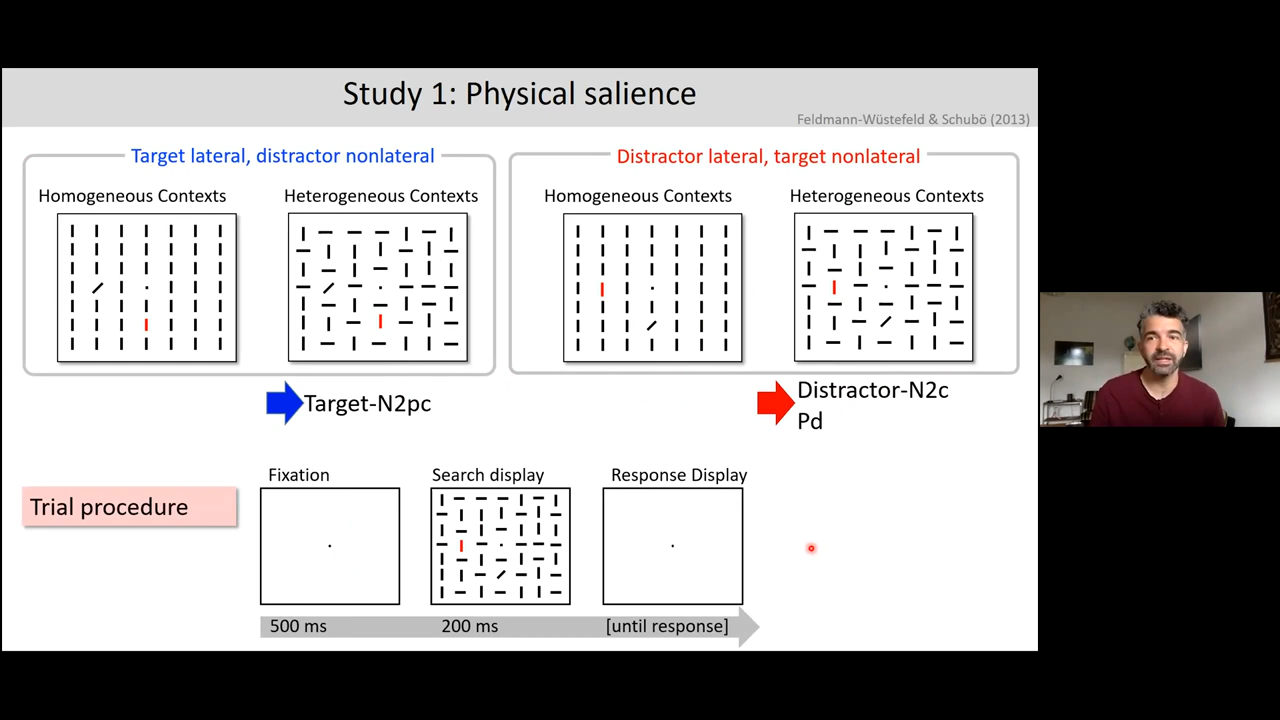 Study 1: Physical salience
Feldmann-Wüstefeld & Schubö (2013)
Target lateral, distractor nonlateral
Homogeneous Contexts
Heterogeneous Contexts
Target-N2pc
Distractor lateral, target nonlateral
Homogeneous Contexts
Heterogeneous Contexts
Distractor-N2c
Pd
Trial procedure
Fixation
Search display
Response Display
500 ms
200 ms
[until response]